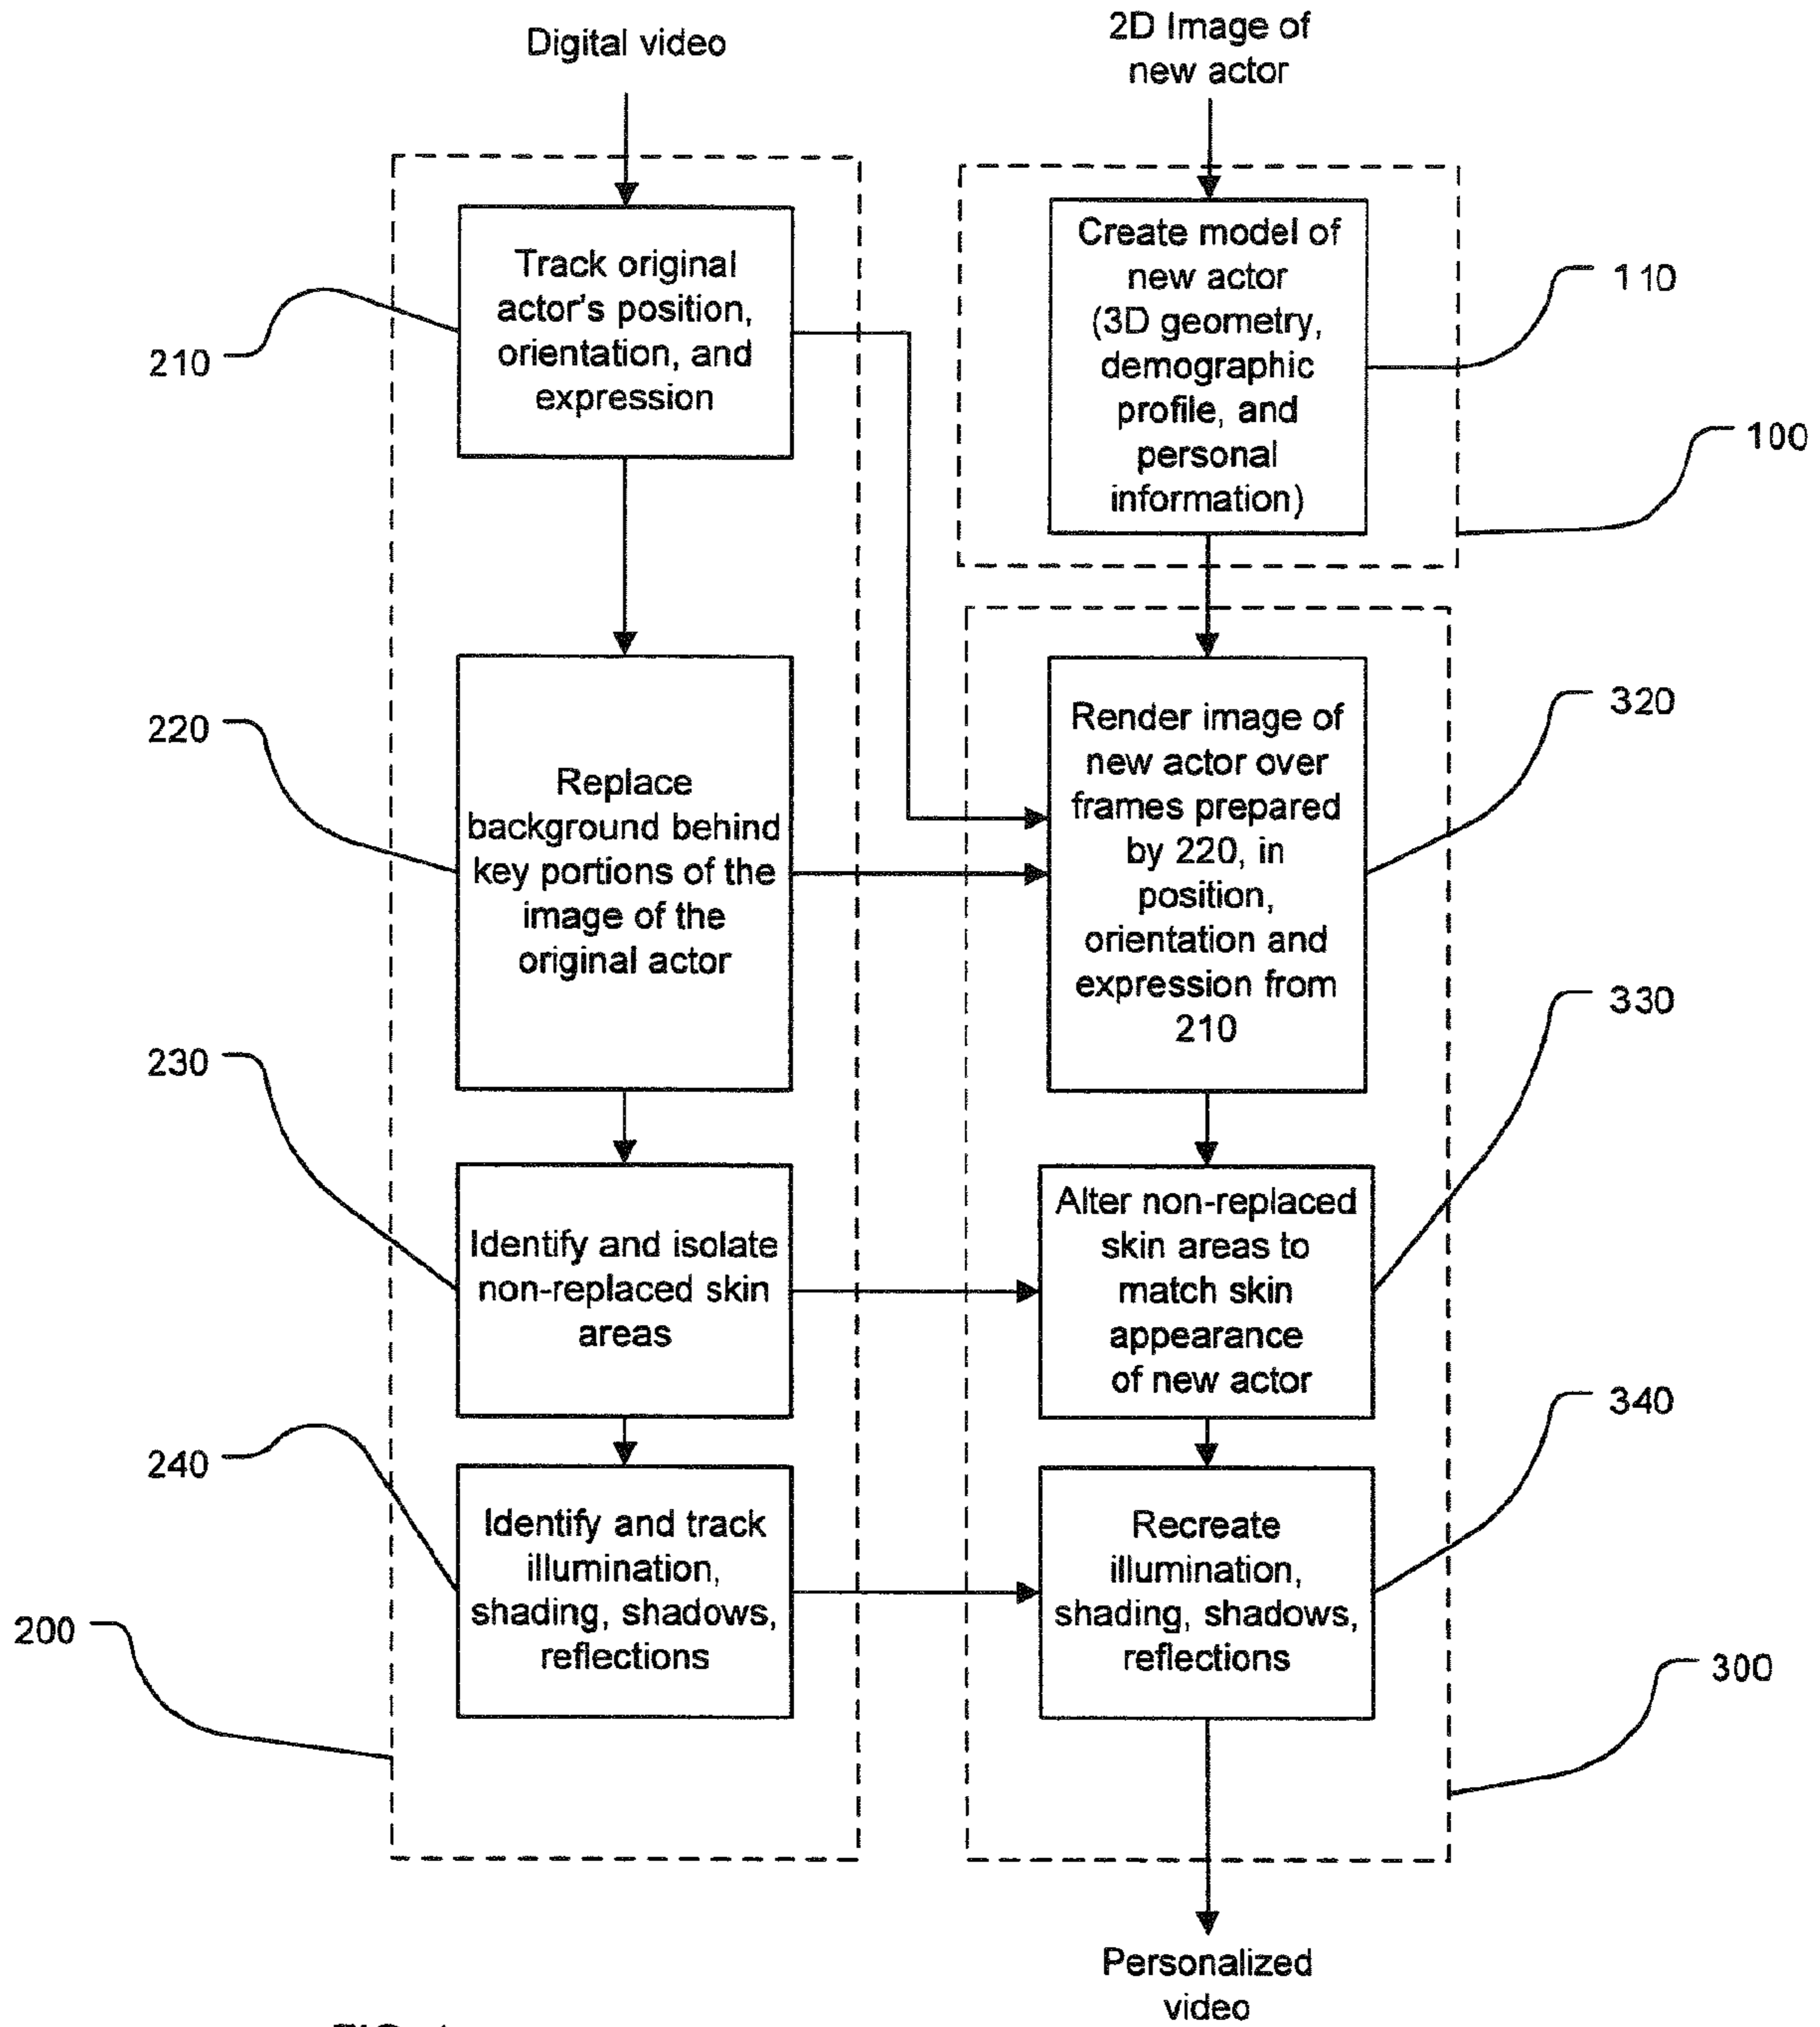 Digital video
2D Image of
new actor
Track original
actor's position,
orientation, and
expression
210
Create model of
new actor
(3D geometry,
demographic
profile, and
personal
information)
110
100
220
Replace
background behind
key portions of the
image of the
original actor
Render image of
new actor over
frames prepared
by 220, in
position,
orientation and
expression from
210
320
330
230
Identify and isolate
non-replaced skin
areas
Alter non-replaced
skin areas to
match skin
appearance
of new actor
340
240
Identify and track
illumination,
shading, shadows,
reflections
Recreate
illumination,
shading, shadows,
reflections
200
300
Personalized
video